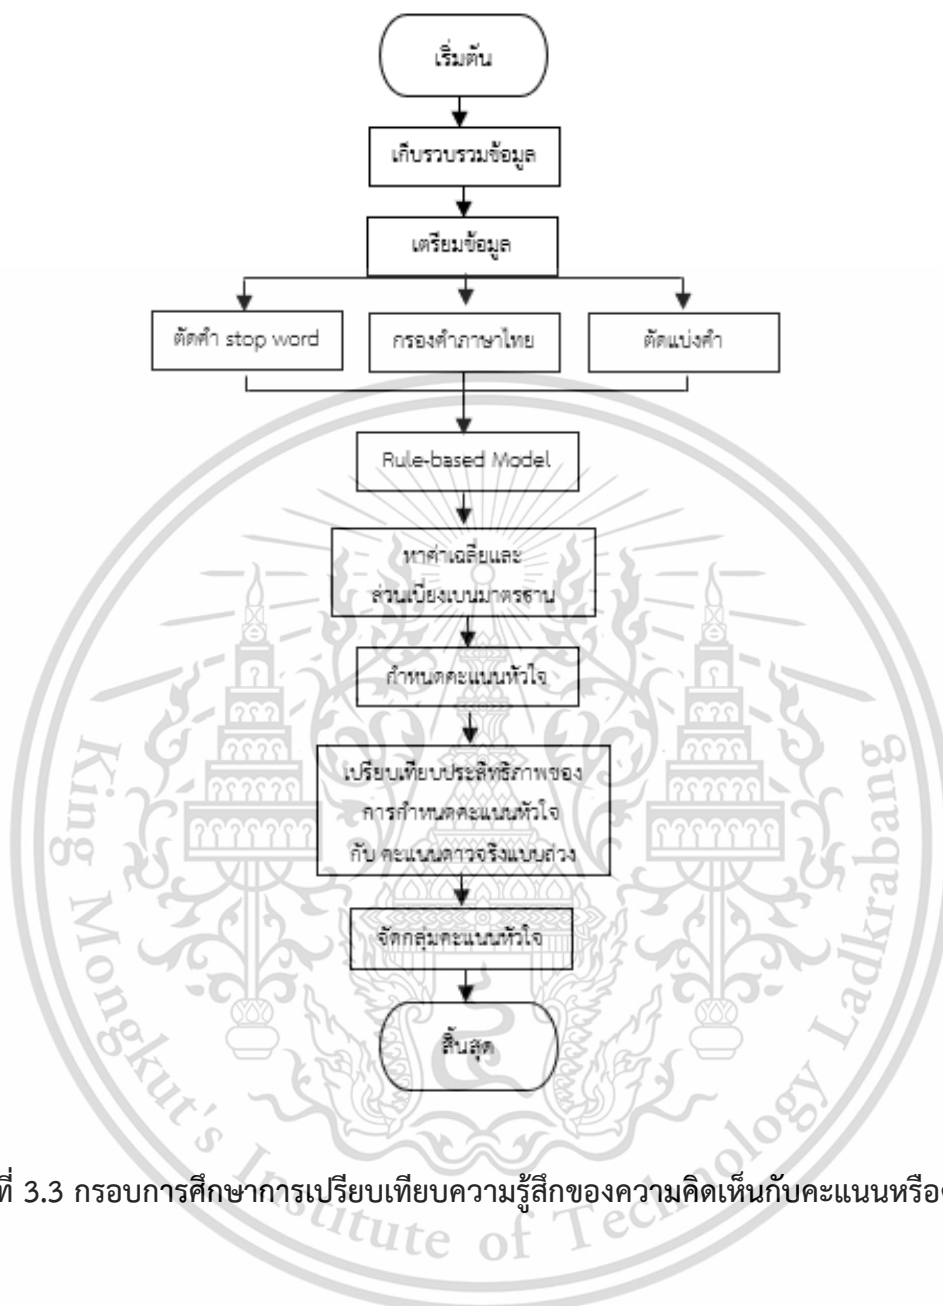 เริ่มต้น
เก็บรวบรวมข้อมูล
เตรียมข้อมูล
ตัดคำ stop word
กรองคำภาษาไทย
ตัดแบ่งคำ
Rule-based Model
หาค่าเฉลี่ยและ
ส่วนเบี่ยงเบนมาตรฐาน
กำหนดคะแนนหัวใจ
เปรียบเทียบประสิทธิภาพของ
การกำหนดคะแนนหัวใจ
กับ คะแนนดาวจริงแบบถ่วง
จัดกลุ่มคะแนนหัวใจ
สิ้นสุด
ที่ 3.3 กรอบการศึกษาการเปรียบเทียบความรู้สึกของความคิดเห็นกับคะแนนหรือ
King Mongkut's Institute of Technology Ladkrabang